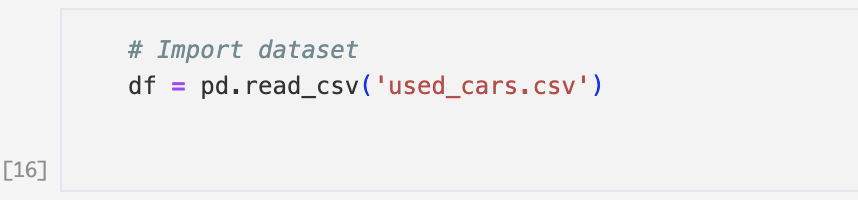 # Import dataset
df = pd.read_csv('used_cars.csv')
[16]